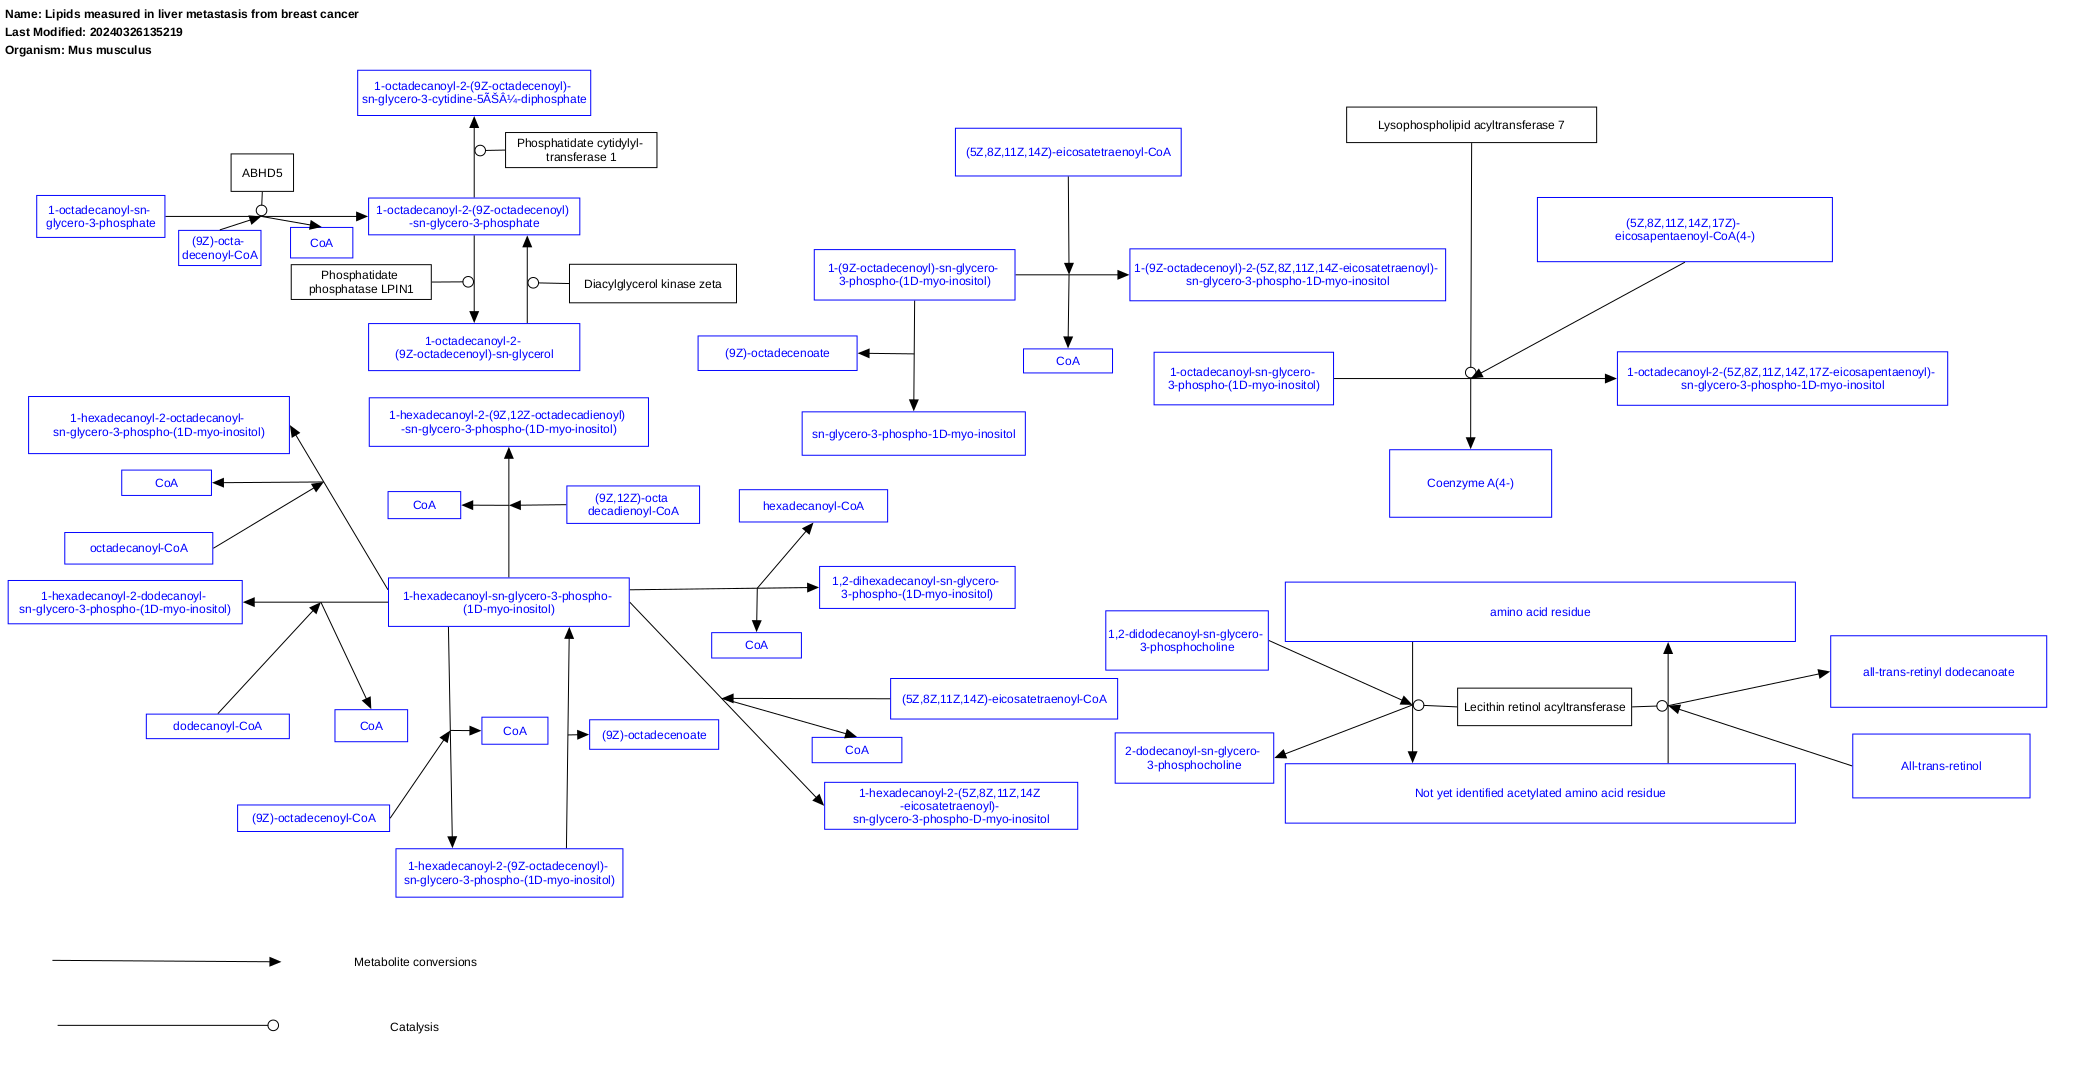 Name: Lipids measured in liver metastasis from breast cancer
Last Modified: 20240326135219
Organism: Mus musculus
1-octadecanoyl-2-(9Z-octadecenoyl)-
sn-glycero-3-cytidine-5ÃŠÂ¼-diphosphate
Phosphatidate cytidylyl-
transferase 1
ABHD5
1-octadecanoyl-sn-
glycero-3-phosphate
(9Z)-octa-
decenoyl-CoA
CoA
1-octadecanoyl-2-(9Z-octadecenoyl)
-sn-glycero-3-phosphate
Phosphatidate
phosphatase LPIN1
Diacylglycerol kinase zeta
1-octadecanoyl-2-
(9Z-octadecenoyl)-sn-glycerol
(5Z,8Z,11Z,14Z)-eicosatetraenoyl-CoA
1-(9Z-octadecenoyl)-sn-glycero-
3-phospho-(1D-myo-inositol)
1-(9Z-octadecenoyl)-2-(5Z,8Z,11Z,14Z-eicosatetraenoyl)-
sn-glycero-3-phospho-1D-myo-inositol
(9Z)-octadecenoate
CoA
sn-glycero-3-phospho-1D-myo-inositol
Lysophospholipid acyltransferase 7
(5Z,8Z,11Z,14Z,17Z)-
eicosapentaenoyl-CoA(4-)
1-octadecanoyl-sn-glycero-
3-phospho-(1D-myo-inositol)
1-octadecanoyl-2-(5Z,8Z,11Z,14Z,17Z-eicosapentaenoyl)-
sn-glycero-3-phospho-1D-myo-inositol
Coenzyme A(4-)
1-hexadecanoyl-2-octadecanoyl-
sn-glycero-3-phospho-(1D-myo-inositol)
CoA
octadecanoyl-CoA
1-hexadecanoyl-2-(9Z,12Z-octadecadienoyl)
-sn-glycero-3-phospho-(1D-myo-inositol)
CoA
(9Z,12Z)-octa
decadienoyl-CoA
hexadecanoyl-CoA
1-hexadecanoyl-2-dodecanoyl-
sn-glycero-3-phospho-(1D-myo-inositol)
1-hexadecanoyl-sn-glycero-3-phospho-
(1D-myo-inositol)
1,2-dihexadecanoyl-sn-glycero-
3-phospho-(1D-myo-inositol)
CoA
dodecanoyl-CoA
CoA
CoA
(9Z)-octadecenoate
(5Z,8Z,11Z,14Z)-eicosatetraenoyl-CoA
CoA
(9Z)-octadecenoyl-CoA
1-hexadecanoyl-2-(5Z,8Z,11Z,14Z
-eicosatetraenoyl)-
sn-glycero-3-phospho-D-myo-inositol
1-hexadecanoyl-2-(9Z-octadecenoyl)-
sn-glycero-3-phospho-(1D-myo-inositol)
amino acid residue
1,2-didodecanoyl-sn-glycero-
3-phosphocholine
all-trans-retinyl dodecanoate
Lecithin retinol acyltransferase
2-dodecanoyl-sn-glycero-
3-phosphocholine
All-trans-retinol
Not yet identified acetylated amino acid residue
Metabolite conversions
Catalysis